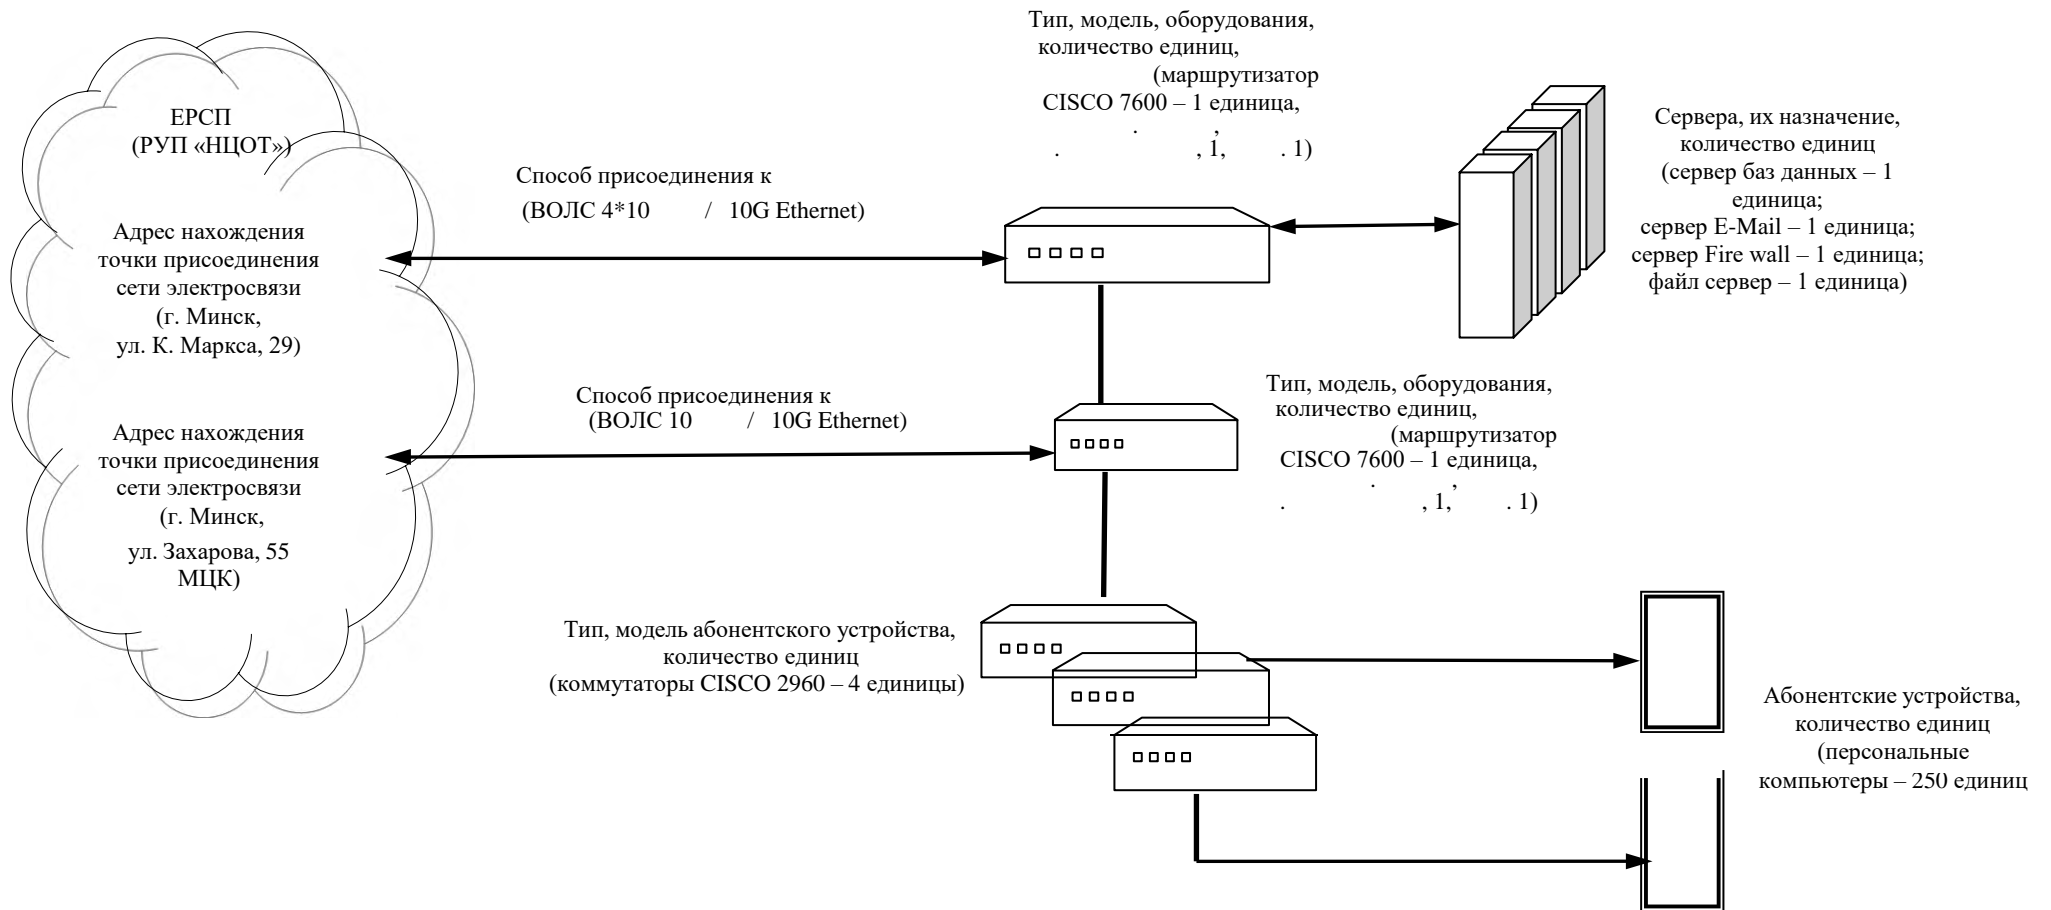 ЕРСП
(РУП «НЦОТ»)
Адрес нахождения
точки присоединения
сети электросвязи
(г. Минск,
ул. К. Маркса, 29)
Адрес нахождения
точки присоединения
сети электросвязи
(г. Минск,
ул. Захарова, 55
МЦК)
Способ присоединения к
(ВОЛС 4*10 / 10G Ethernet)
Способ присоединения к
(ВОЛС 10 / 10G Ethernet)
Тип, модель, оборудования,
количество единиц,
(маршрутизатор
CISCO 7600 – 1 единица,
. ,
. , 1, . 1)
Сервера, их назначение,
количество единиц
(сервер баз данных – 1
единица;
сервер E-Mail – 1 единица;
сервер Fire wall – 1 единица;
файл сервер – 1 единица)
Тип, модель, оборудования,
количество единиц,
(маршрутизатор
CISCO 7600 – 1 единица,
. ,
. , 1, . 1)
Тип, модель абонентского устройства,
количество единиц
(коммутаторы CISCO 2960 – 4 единицы)
Абонентские устройства,
количество единиц
(персональные
компьютеры – 250 единиц